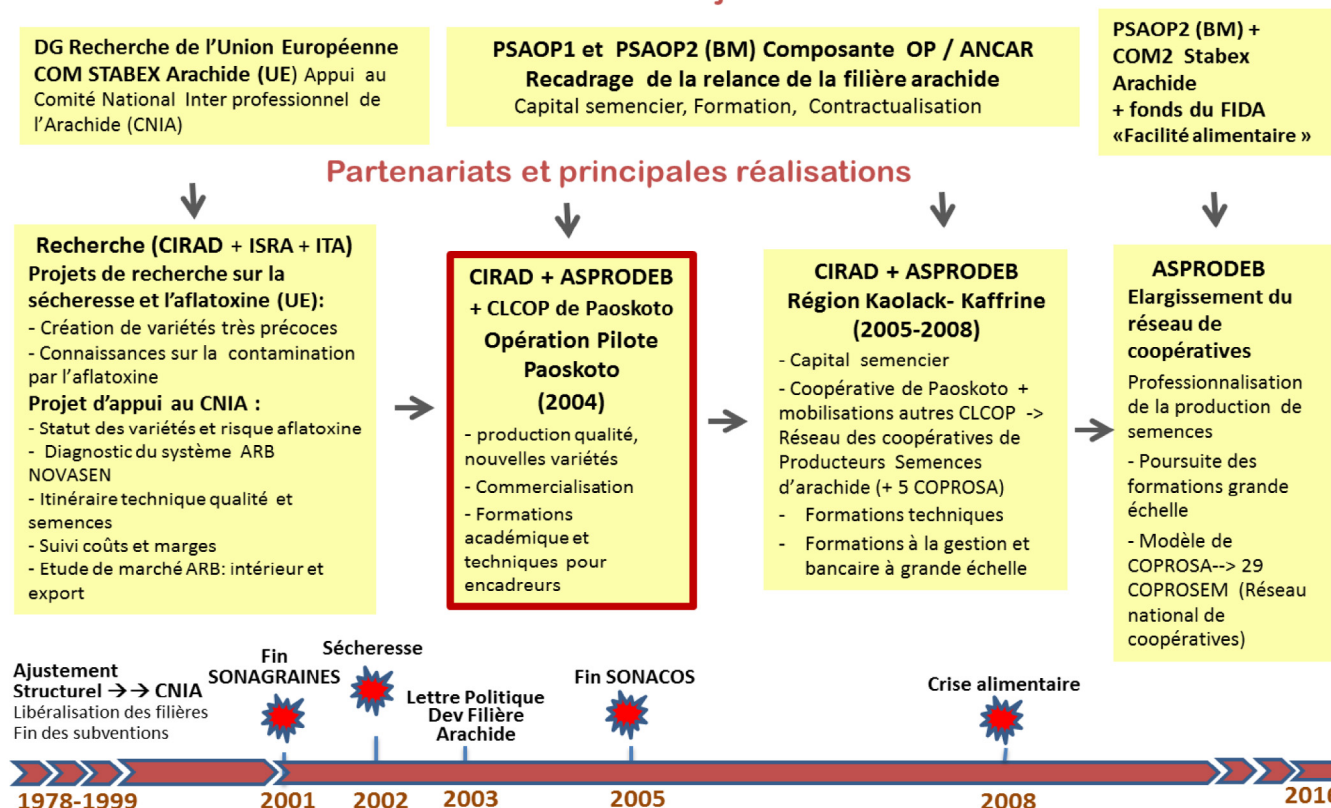 DG Recherche de l'Union Européenne
COM STABEX Arachide (UE) Appui au
Comité National Inter professionnel de
l'Arachide (CNIA)
PSAOP1 et PSAOP2 (BM) Composante OP / ANCAR
Recadrage de la relance de la filière arachide
Capital semencier, Formation, Contractualisation
PSAOP2 (BM) +
COM2 Stabex
Arachide
+ fonds du FIDA
«Facilité alimentaire »
Partenariats et principales réalisations
Recherche (CIRAD + ISRA + ITA)
Projets de recherche sur la
sécheresse et l'aflatoxine (UE):
- Création de variétés très précoces
- Connaissances sur la contamination
par l'aflatoxine
Projet d'appui au CNIA :
- Statut des variétés et risque aflatoxine
- Diagnostic du système ARB
NOVASEN
- Itinéraire technique qualité et
semences
- Suivi coûts et marges
- Etude de marché ARB: intérieur et
export
CIRAD + ASPRODEB
+ CLCOP de Paoskoto
Opération Pilote
Paoskoto
(2004)
- production qualité,
nouvelles variétés
- Commercialisation
- Formations
académique et
techniques pour
encadreurs
CIRAD + ASPRODEB
Région Kaolack- Kaffrine
(2005-2008)
- Capital semencier
- Coopérative de Paoskoto +
mobilisations autres CLCOP ->
Réseau des coopératives de
Producteurs Semences
d'arachide (+ 5 COPROSA)
- Formations techniques
- Formations à la gestion et
bancaire à grande échelle
ASPRODEB
Elargissement du
réseau de
coopératives
Professionnalisation
de la production de
semences
- Poursuite des
formations grande
échelle
- Modèle de
COPROSA--> 29
COPROSEM (Réseau
national de
coopératives)
Ajustement
Structurel → → CNIA
Libéralisation des filières
Fin des subventions
Fin
SONAGRAINES
Sécheresse
Lettre Politique
Dev Filière
Arachide
Fin SONACOS
Crise alimentaire
1978-1999
2001
2002
2003
2005
2008